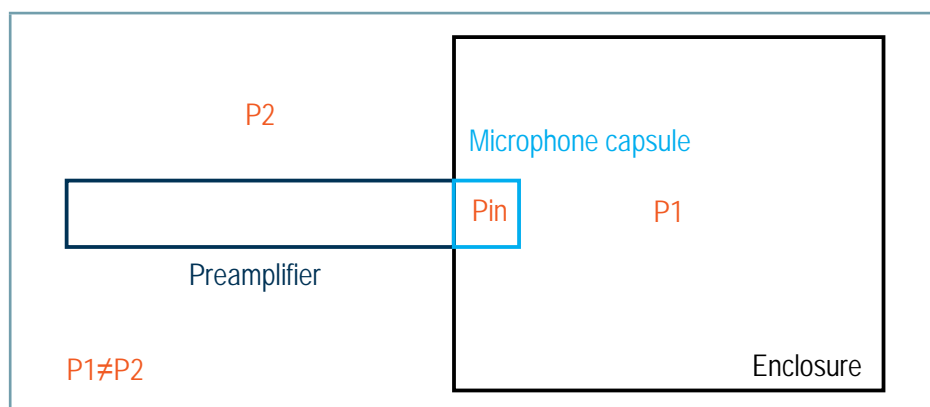 P2
Microphone capsule
Pin
P1
Preamplifier
P1≠P2
Enclosure